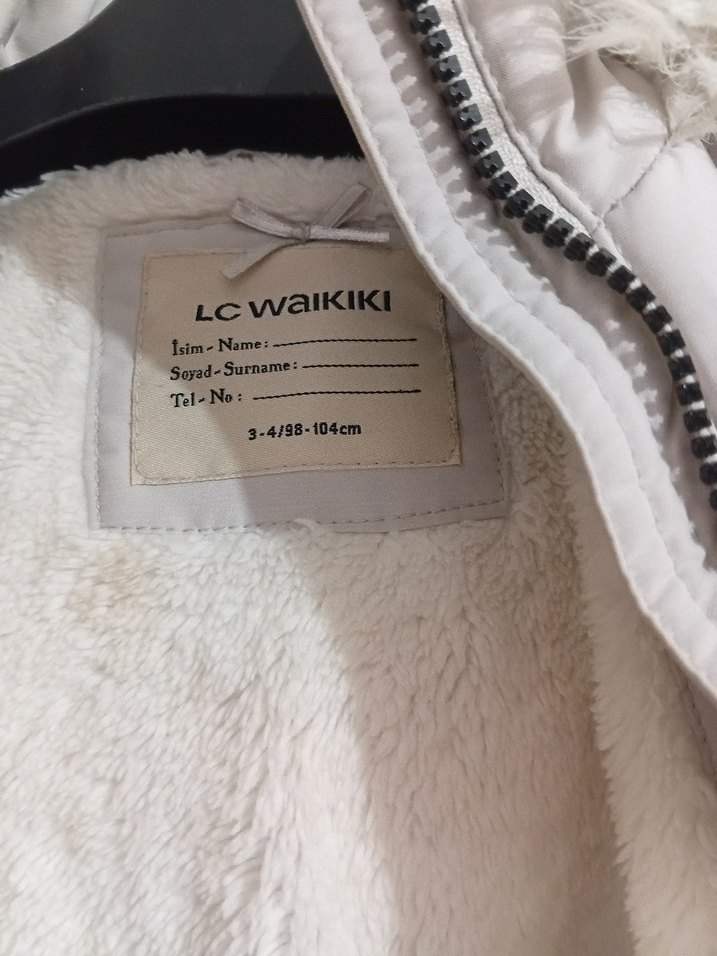 LC WAIKIKI
İsim - Name:
Soyad - Surname:
Tel - No :
3-4/98-104cm